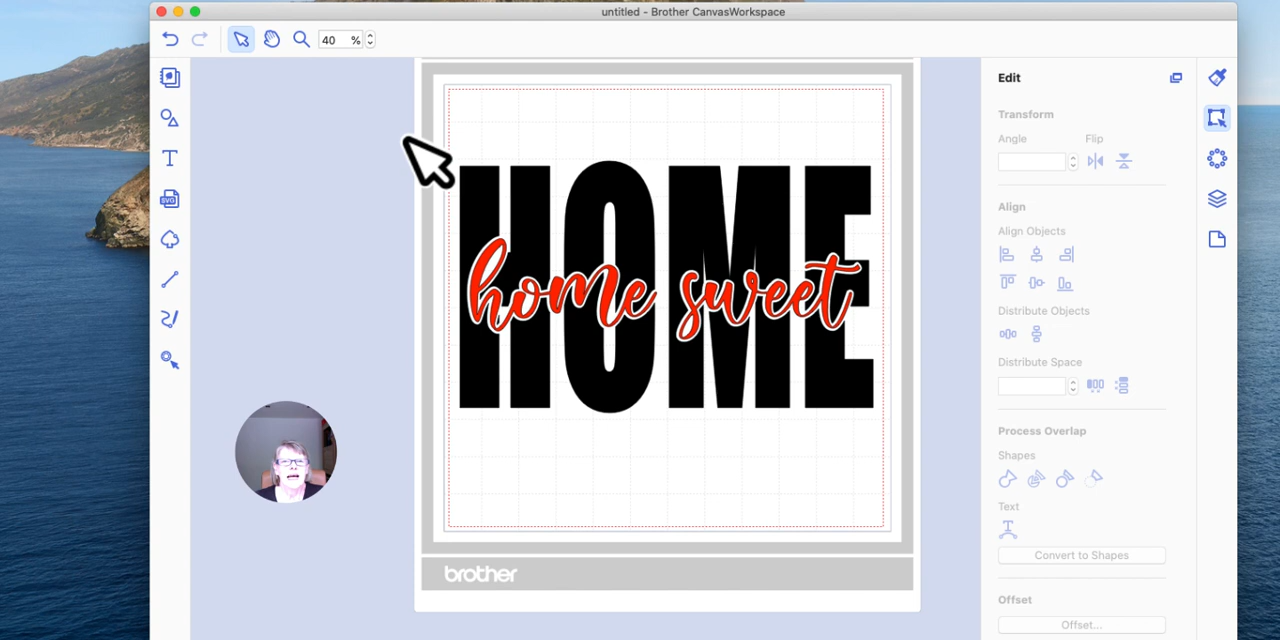 untitled - Brother CanvasWorkspace
40 %
Edit
Transform
Angle Flip
Align
Align Objects
Distribute Objects
Distribute Space
Process Overlap
Shapes
Text
Convert to Shapes
Offset
Offset...
T
SVG
HOME
home sweet
brother